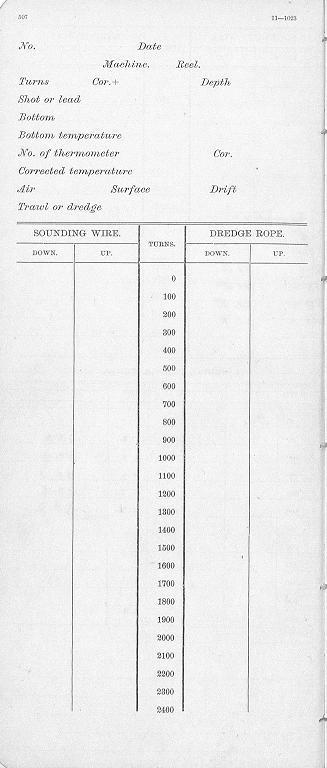 507 11—1023
No. Date
Machine. Reel.
Turns Cor.+ Depth
Shot or lead
Bottom
Bottom temperature
No. of thermometer Cor.
Corrected temperature
Air Surface Drift
Trawl or dredge
SOUNDING WIRE. TURNS. DREDGE ROPE.
DOWN. UP. DOWN. UP.
0
100
200
300
400
500
600
700
800
900
1000
1100
1200
1300
1400
1500
1600
1700
1800
1900
2000
2100
2200
2300
2400